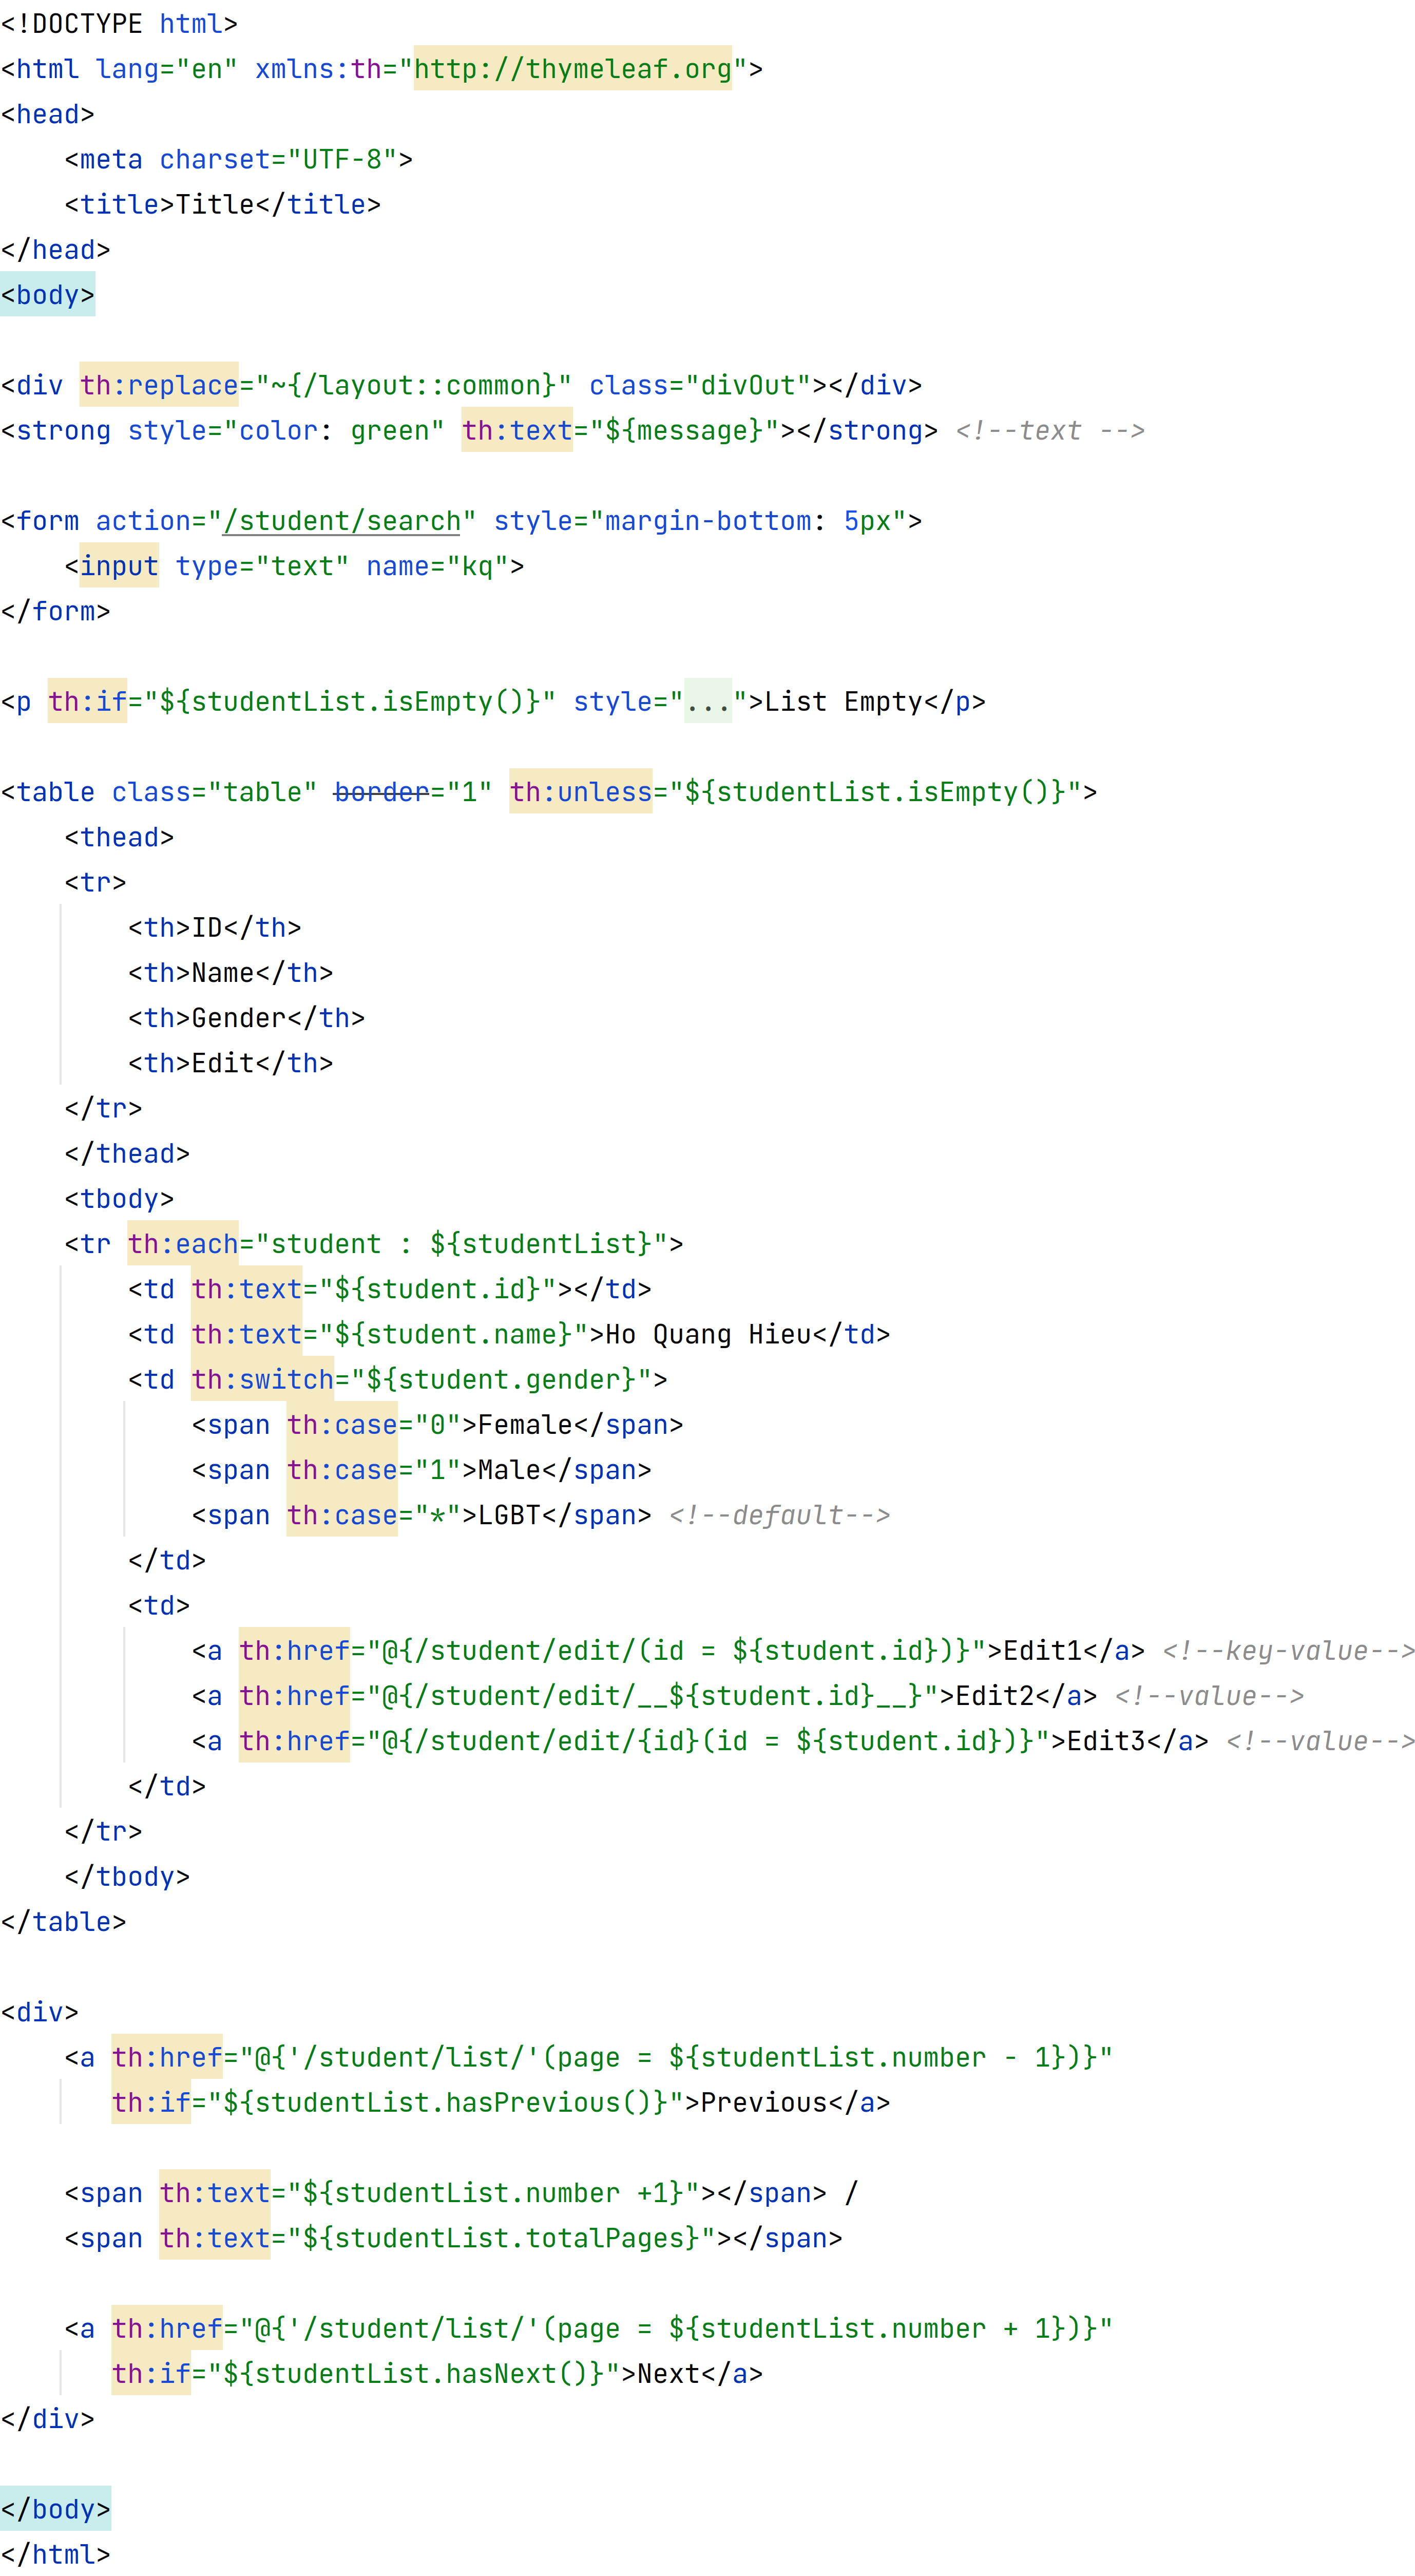 <!DOCTYPE html>
<html lang="en" xmlns:th="http://thymeleaf.org">
<head>
    <meta charset="UTF-8">
    <title>Title</title>
</head>
<body>

<div th:replace="~{/layout::common}" class="divOut"></div>
<strong style="color: green" th:text="${message}"></strong> <!--text -->

<form action="/student/search" style="margin-bottom: 5px">
    <input type="text" name="kq">
</form>

<p th:if="${studentList.isEmpty()}" style="...">List Empty</p>

<table class="table" border="1" th:unless="${studentList.isEmpty()}">
    <thead>
    <tr>
        <th>ID</th>
        <th>Name</th>
        <th>Gender</th>
        <th>Edit</th>
    </tr>
    </thead>
    <tbody>
    <tr th:each="student : ${studentList}">
        <td th:text="${student.id}"></td>
        <td th:text="${student.name}">Ho Quang Hieu</td>
        <td th:switch="${student.gender}">
            <span th:case="0">Female</span>
            <span th:case="1">Male</span>
            <span th:case="*">LGBT</span> <!--default-->
        </td>
        <td>
            <a th:href="@{/student/edit/(id = ${student.id})}">Edit1</a> <!--key-value-->
            <a th:href="@{/student/edit/__${student.id}__}">Edit2</a> <!--value-->
            <a th:href="@{/student/edit/{id}(id = ${student.id})}">Edit3</a> <!--value-->
        </td>
    </tr>
    </tbody>
</table>

<div>
    <a th:href="@{'/student/list/'(page = ${studentList.number - 1})}"
       th:if="${studentList.hasPrevious()}">Previous</a>

    <span th:text="${studentList.number +1}"></span> /
    <span th:text="${studentList.totalPages}"></span>

    <a th:href="@{'/student/list/'(page = ${studentList.number + 1})}"
       th:if="${studentList.hasNext()}">Next</a>
</div>

</body>
</html>